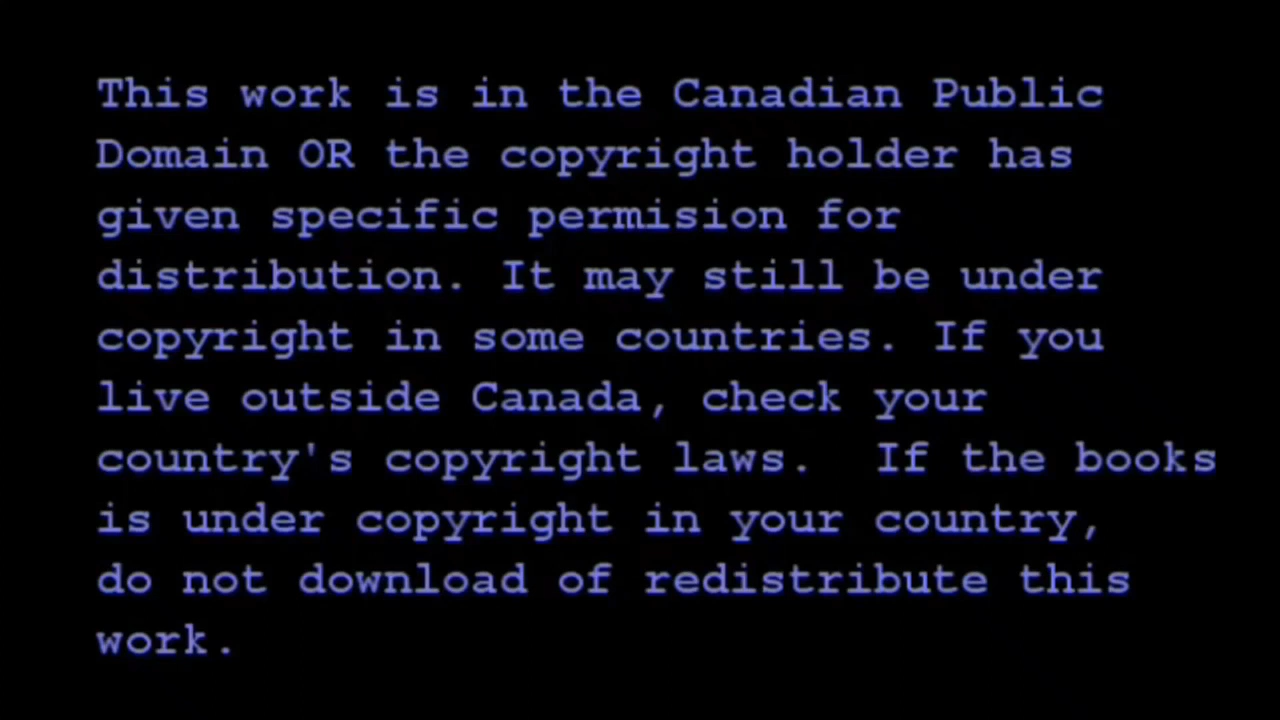 This work is in the Canadian Public
Domain OR the copyright holder has
given specific permision for
distribution. It may still be under
copyright in some countries. If you
live outside Canada, check your
country's copyright laws.  If the books
is under copyright in your country,
do not download of redistribute this
work.